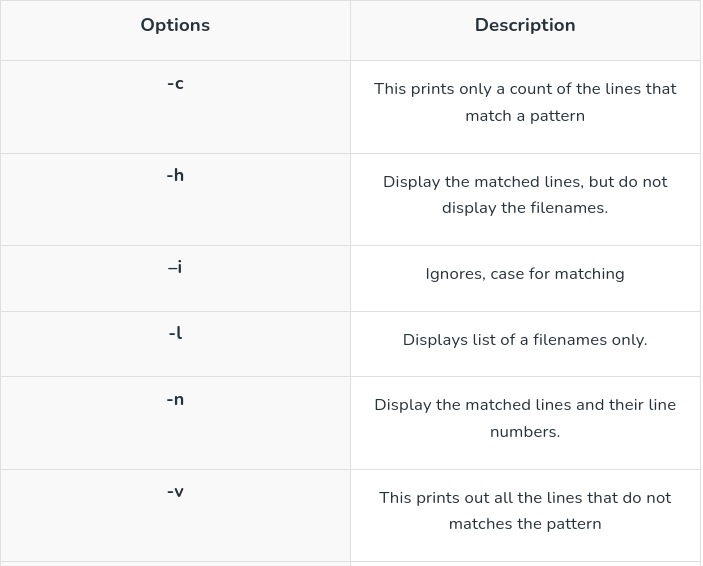 Options Description
-c This prints only a count of the lines that
match a pattern
-h Display the matched lines, but do not
display the filenames.
–i Ignores, case for matching
-l Displays list of a filenames only.
-n Display the matched lines and their line
numbers.
-v This prints out all the lines that do not
matches the pattern